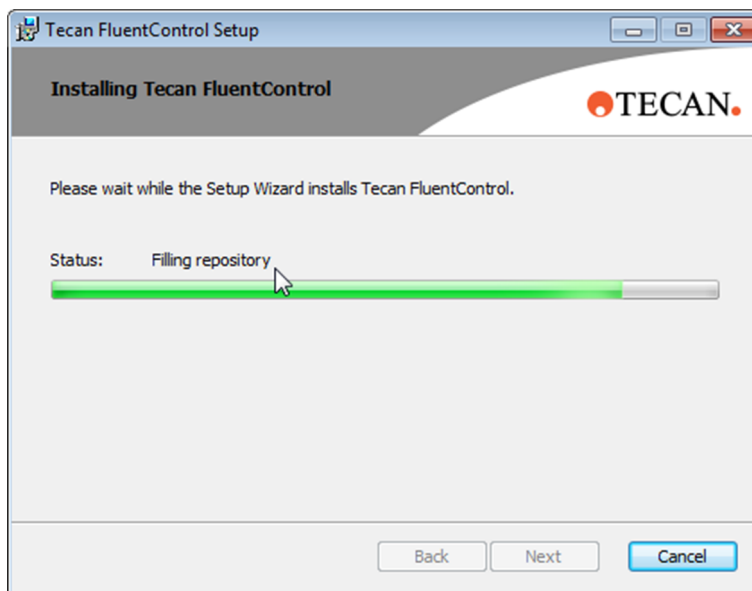 Tecan FluentControl Setup
Installing Tecan FluentControl
TECAN.
Please wait while the Setup Wizard installs Tecan FluentControl.
Status: Filling repository
Back Next Cancel